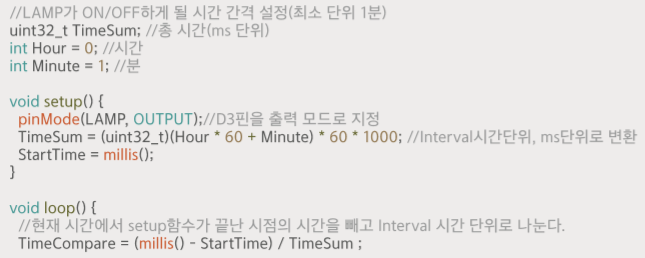 //LAMP가 ON/OFF하게 될 시간 간격 설정(최소 단위 1분)
uint32_t TimeSum; //총 시간(ms 단위)
int Hour = 0; //시간
int Minute = 1; //분
void setup() {
pinMode(LAMP, OUTPUT);//D3핀을 출력 모드로 지정
TimeSum = (uint32_t)(Hour * 60 + Minute) * 60 * 1000; //Interval시간단위, ms단위로 변환
StartTime = millis();
}
void loop() {
//현재 시간에서 setup함수가 끝난 시점의 시간을 빼고 Interval 시간 단위로 나눈다.
TimeCompare = (millis() - StartTime) / TimeSum ;